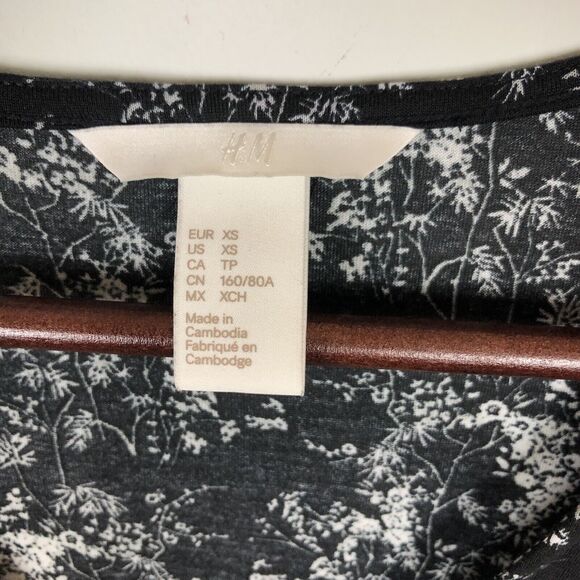 H&M
EUR XS
US XS
CA TP
CN 160/80A
MX XCH
Made in
Cambodia
Fabriqué en
Cambodge